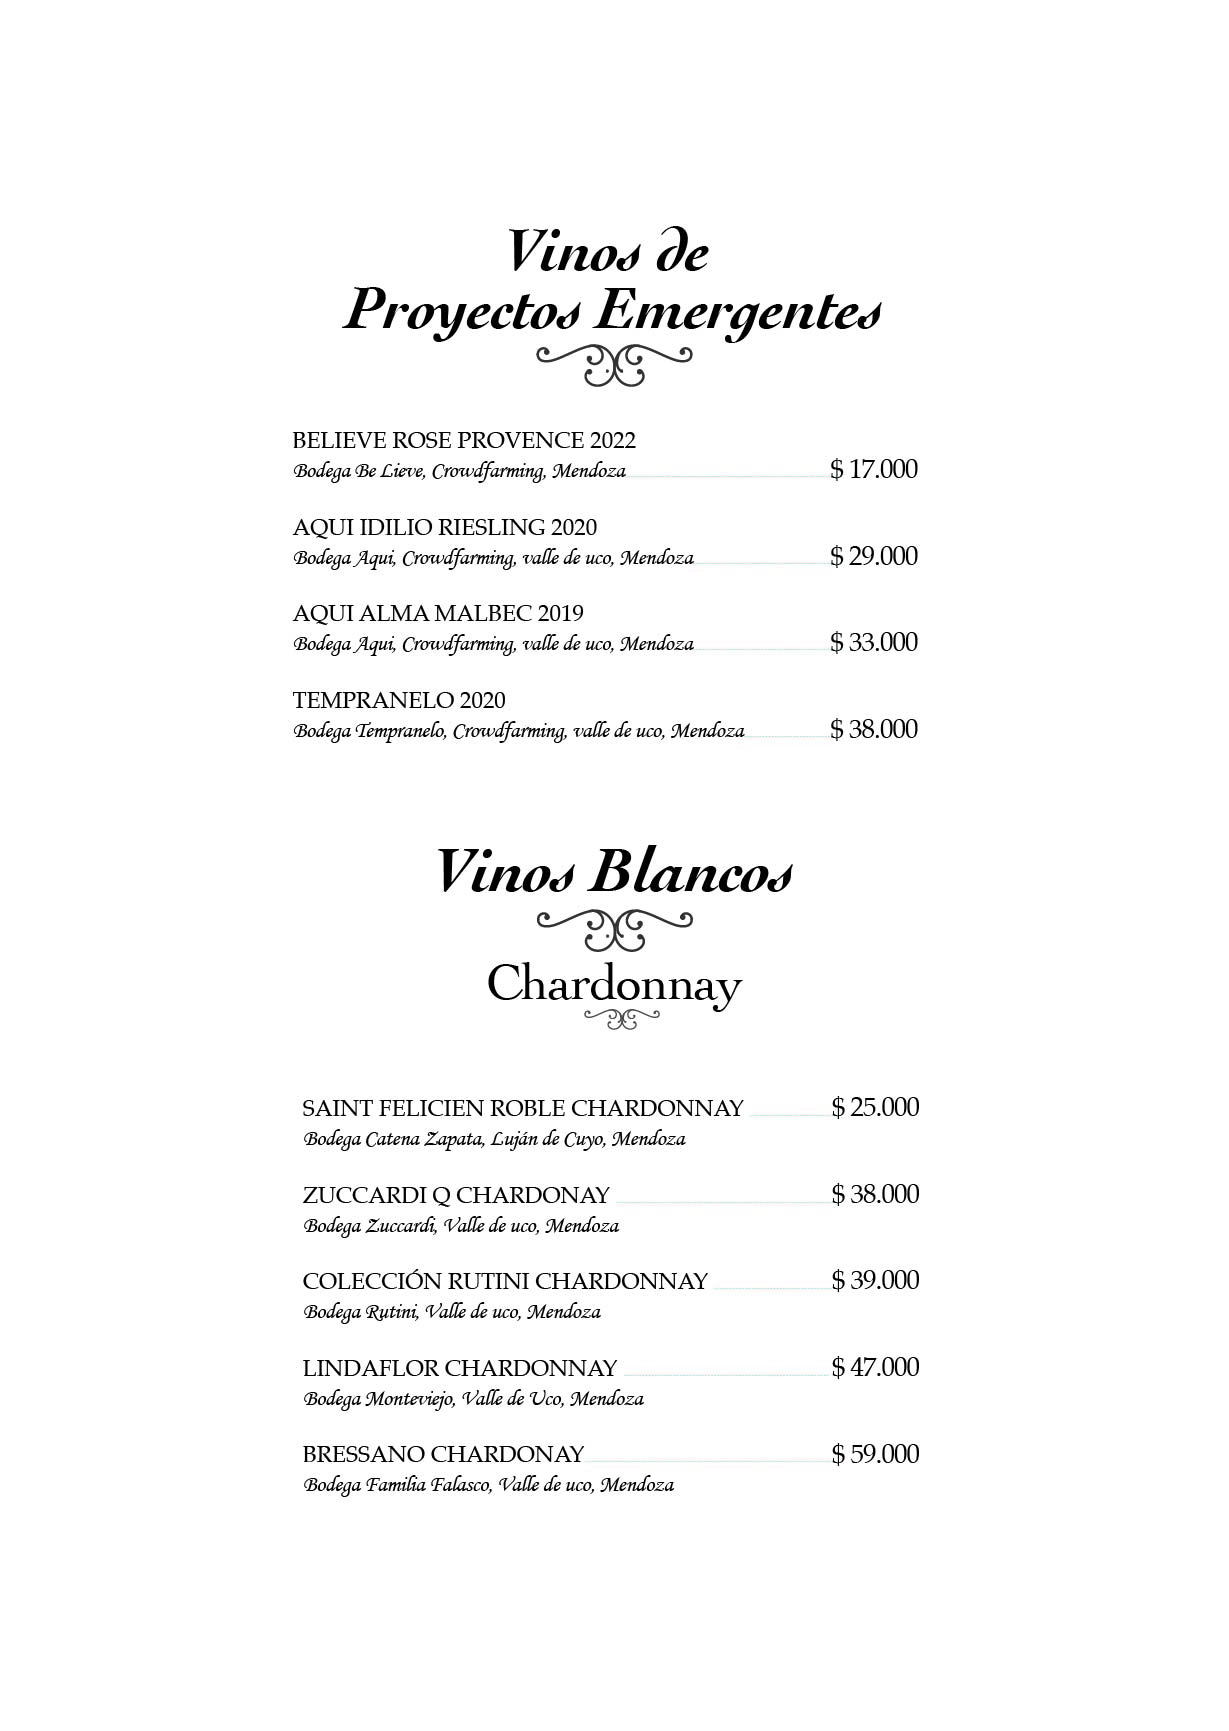 Vinos de
Proyectos Emergentes
BELIEVE ROSE PROVENCE 2022
Bodega Be Lieve, Crowdfarming, Mendoza $ 17.000
AQUI IDILIO RIESLING 2020
Bodega Aqui, Crowdfarming, valle de uco, Mendoza $ 29.000
AQUI ALMA MALBEC 2019
Bodega Aqui, Crowdfarming, valle de uco, Mendoza $ 33.000
TEMPRANELO 2020
Bodega Tempranelo, Crowdfarming, valle de uco, Mendoza $ 38.000
Vinos Blancos
Chardonnay
SAINT FELICIEN ROBLE CHARDONNAY $ 25.000
Bodega Catena Zapata, Luján de Cuyo, Mendoza
ZUCCARDI Q CHARDONAY $ 38.000
Bodega Zuccardi, Valle de uco, Mendoza
COLECCIÓN RUTINI CHARDONNAY $ 39.000
Bodega Rutini, Valle de uco, Mendoza
LINDAFLOR CHARDONNAY $ 47.000
Bodega Monteviejo, Valle de Uco, Mendoza
BRESSANO CHARDONAY $ 59.000
Bodega Familia Falasco, Valle de uco, Mendoza